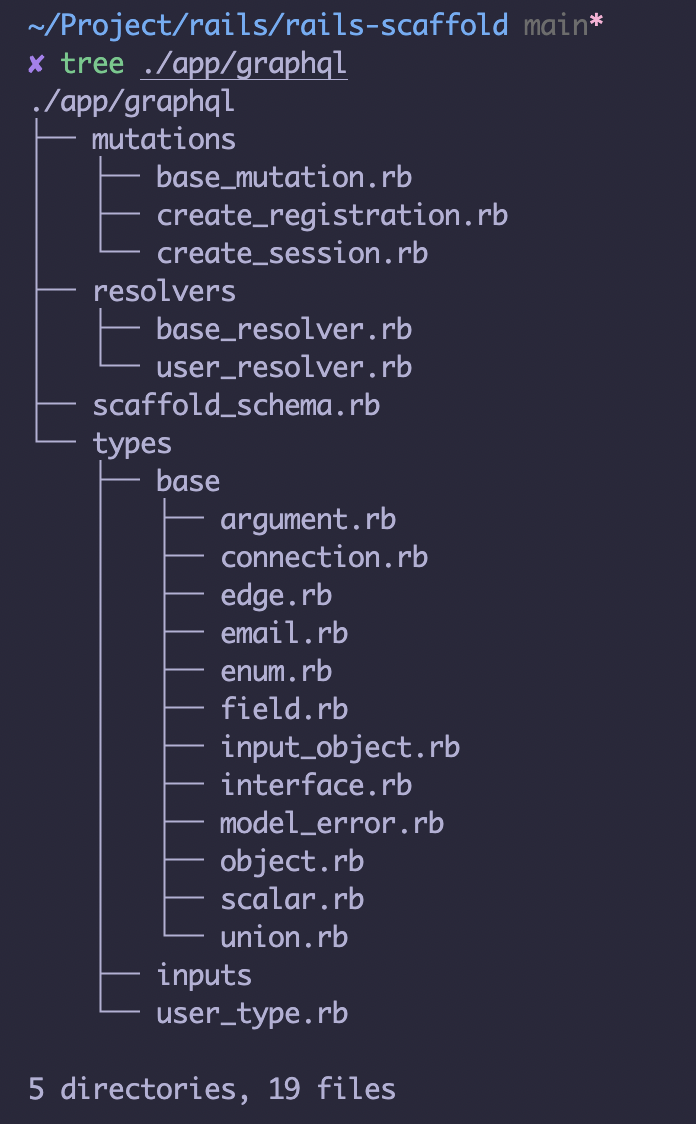 ~/Project/rails/rails-scaffold main*
✘ tree ./app/graphql
./app/graphql
├── mutations
│   ├── base_mutation.rb
│   ├── create_registration.rb
│   └── create_session.rb
├── resolvers
│   ├── base_resolver.rb
│   └── user_resolver.rb
├── scaffold_schema.rb
└── types
    ├── base
    │   ├── argument.rb
    │   ├── connection.rb
    │   ├── edge.rb
    │   ├── email.rb
    │   ├── enum.rb
    │   ├── field.rb
    │   ├── input_object.rb
    │   ├── interface.rb
    │   ├── model_error.rb
    │   ├── object.rb
    │   ├── scalar.rb
    │   └── union.rb
    ├── inputs
    └── user_type.rb

5 directories, 19 files